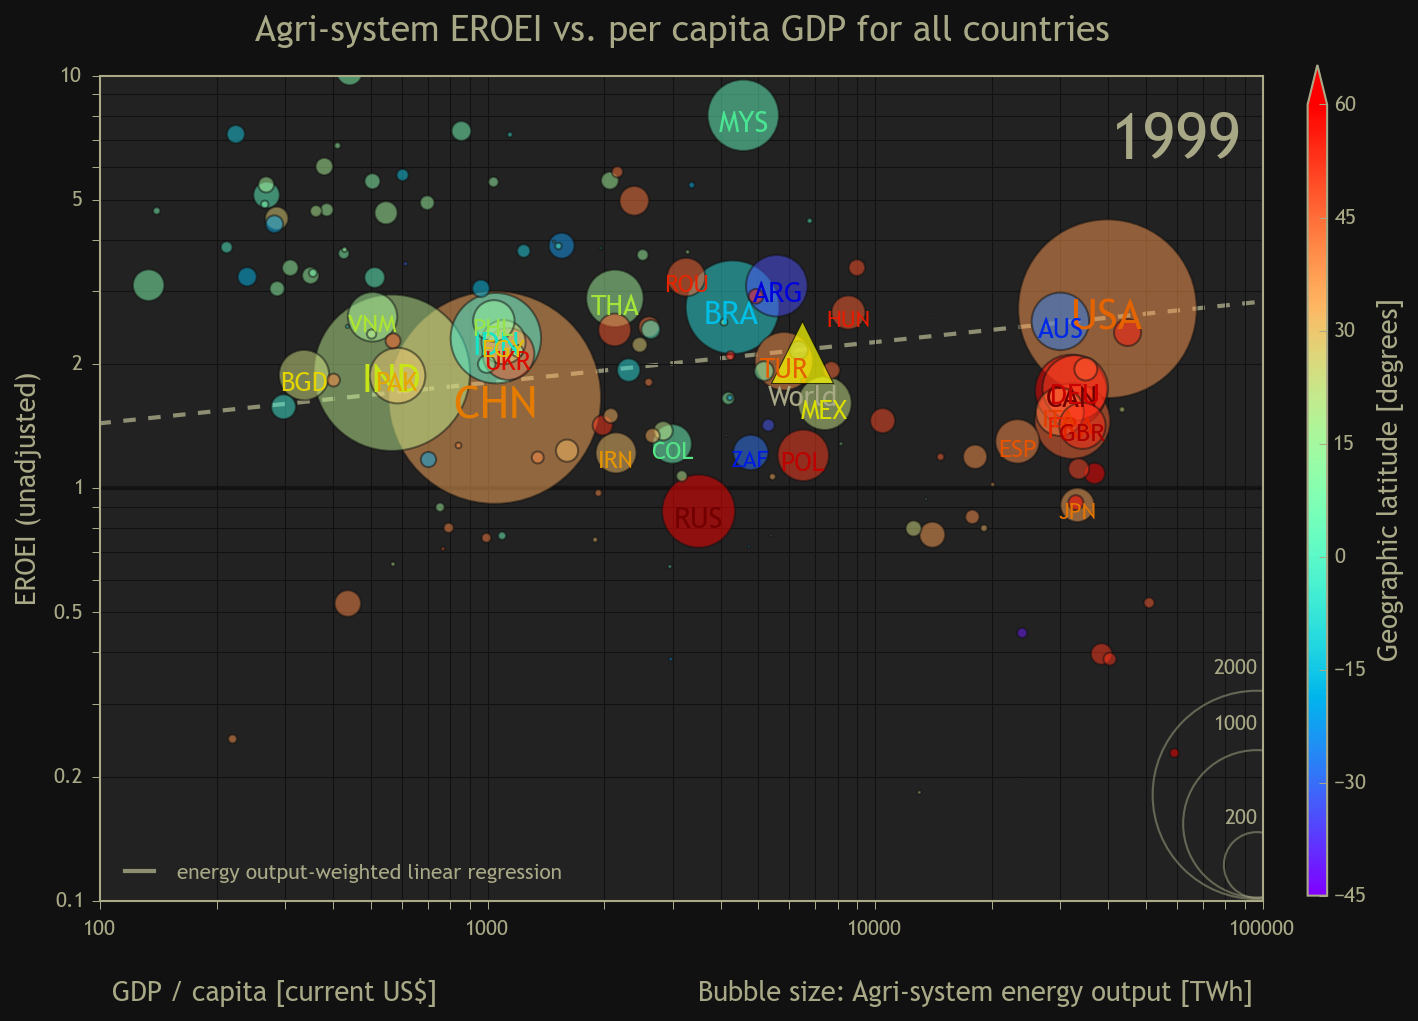 Agri-system EROEI vs. per capita GDP for all countries
1999
EROEI (unadjusted)
10
5
2
1
0.5
0.2
0.1
MYS
ROU
ARG
THA
BRA
HUN
USA
AUS
VNM
UKR
TUR
BGD
IND
PAK
CHN
World
MEX
DEU
CAN
GBR
IRN
COL
ZAF
POL
ESP
RUS
JPN
2000
1000
200
energy output-weighted linear regression
100
1000
10000
100000
GDP / capita [current US$]
Bubble size: Agri-system energy output [TWh]
60
45
30
15
0
−15
−30
−45
Geographic latitude [degrees]